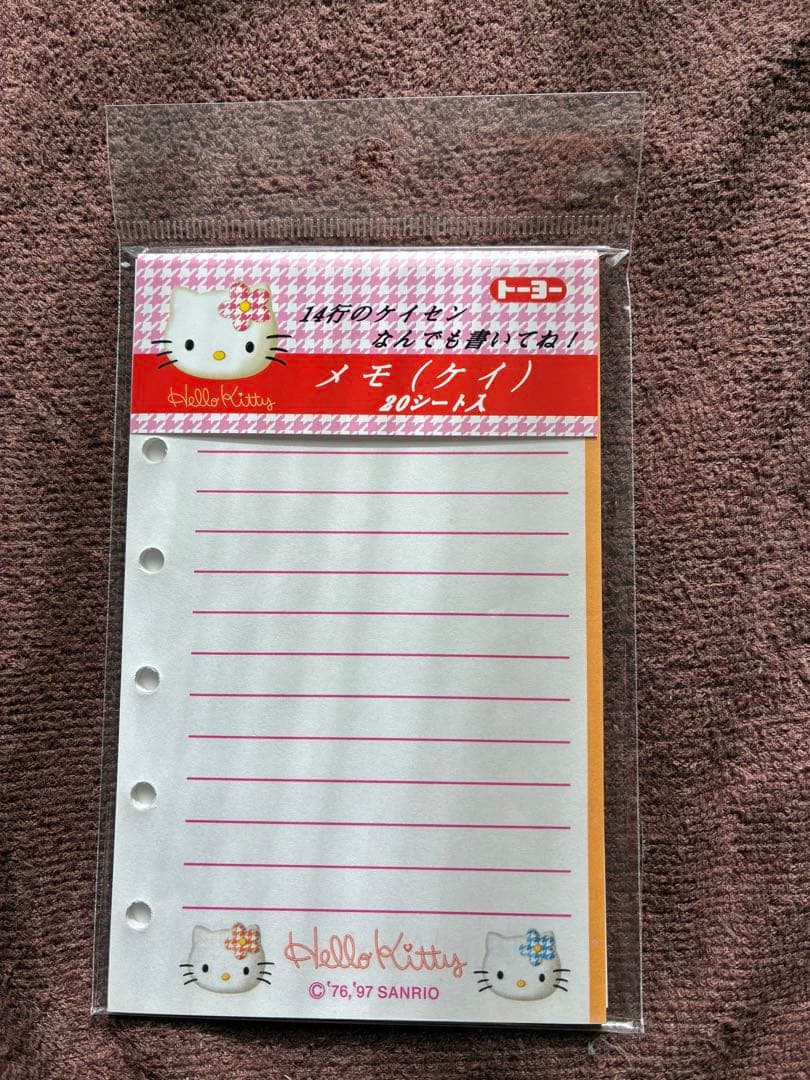 トーヨー
14行のケイセン
なんでも書いてね！
メモ（ケイ）
20シート入
Hello Kitty
Hello Kitty
©'76,'97 SANRIO